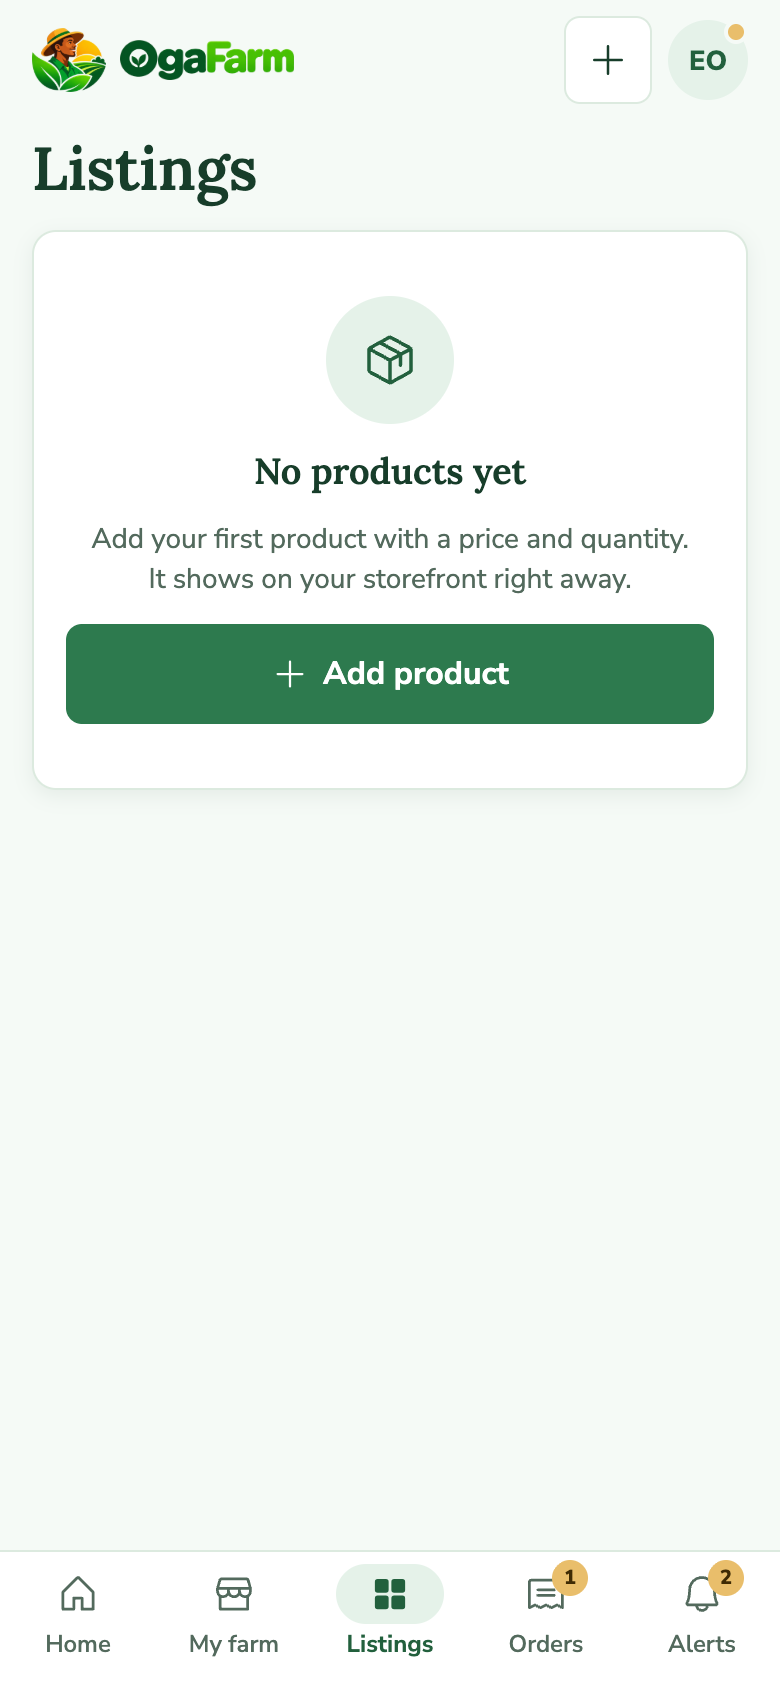 OgaFarm
EO
Listings
No products yet
Add your first product with a price and quantity.
It shows on your storefront right away.
Add product
1
2
Home
My farm
Listings
Orders
Alerts